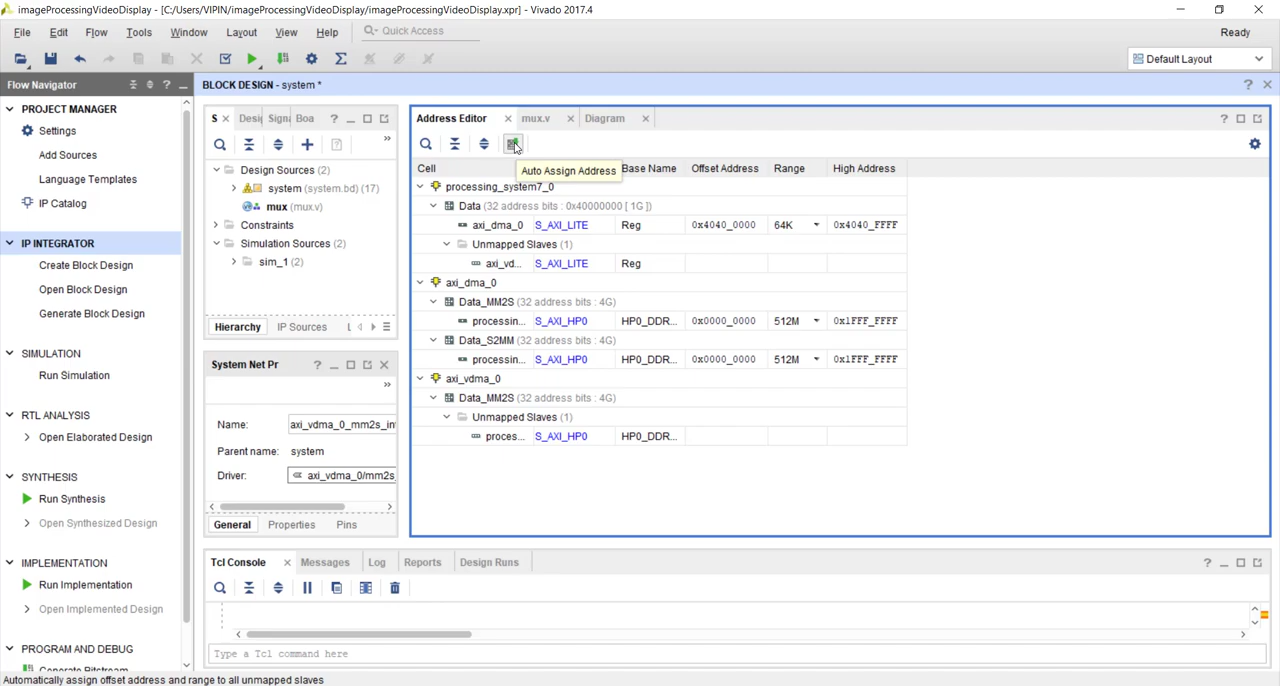 imageProcessingVideoDisplay - [C:/Users/VIPIN/imageProcessingVideoDisplay/imageProcessingVideoDisplay.xpr] - Vivado 2017.4
File Edit Flow Tools Window Layout View Help Quick Access
Ready
Default Layout
Flow Navigator
BLOCK DESIGN - system *
PROJECT MANAGER
Settings
Add Sources
Language Templates
IP Catalog
IP INTEGRATOR
Create Block Design
Open Block Design
Generate Block Design
SIMULATION
Run Simulation
RTL ANALYSIS
Open Elaborated Design
SYNTHESIS
Run Synthesis
Open Synthesized Design
IMPLEMENTATION
Run Implementation
Open Implemented Design
PROGRAM AND DEBUG
Generate Bitstream
S Desig Signa Boa
Design Sources (2)
system (system.bd) (17)
mux (mux.v)
Constraints
Simulation Sources (2)
sim_1 (2)
Hierarchy IP Sources L
System Net Pr
Name: axi_vdma_0_mm2s_in
Parent name: system
Driver: axi_vdma_0/mm2s_
General Properties Pins
Address Editor mux.v Diagram
Auto Assign Address
Cell Base Name Offset Address Range High Address
processing_system7_0
Data (32 address bits : 0x40000000 [ 1G ])
axi_dma_0 S_AXI_LITE Reg 0x4040_0000 64K 0x4040_FFFF
Unmapped Slaves (1)
axi_vd... S_AXI_LITE Reg
axi_dma_0
Data_MM2S (32 address bits : 4G)
processin... S_AXI_HP0 HP0_DDR... 0x0000_0000 512M 0x1FFF_FFFF
Data_S2MM (32 address bits : 4G)
processin... S_AXI_HP0 HP0_DDR... 0x0000_0000 512M 0x1FFF_FFFF
axi_vdma_0
Data_MM2S (32 address bits : 4G)
Unmapped Slaves (1)
proces... S_AXI_HP0 HP0_DDR...
Tcl Console Messages Log Reports Design Runs
Type a Tcl command here
Automatically assign offset address and range to all unmapped slaves